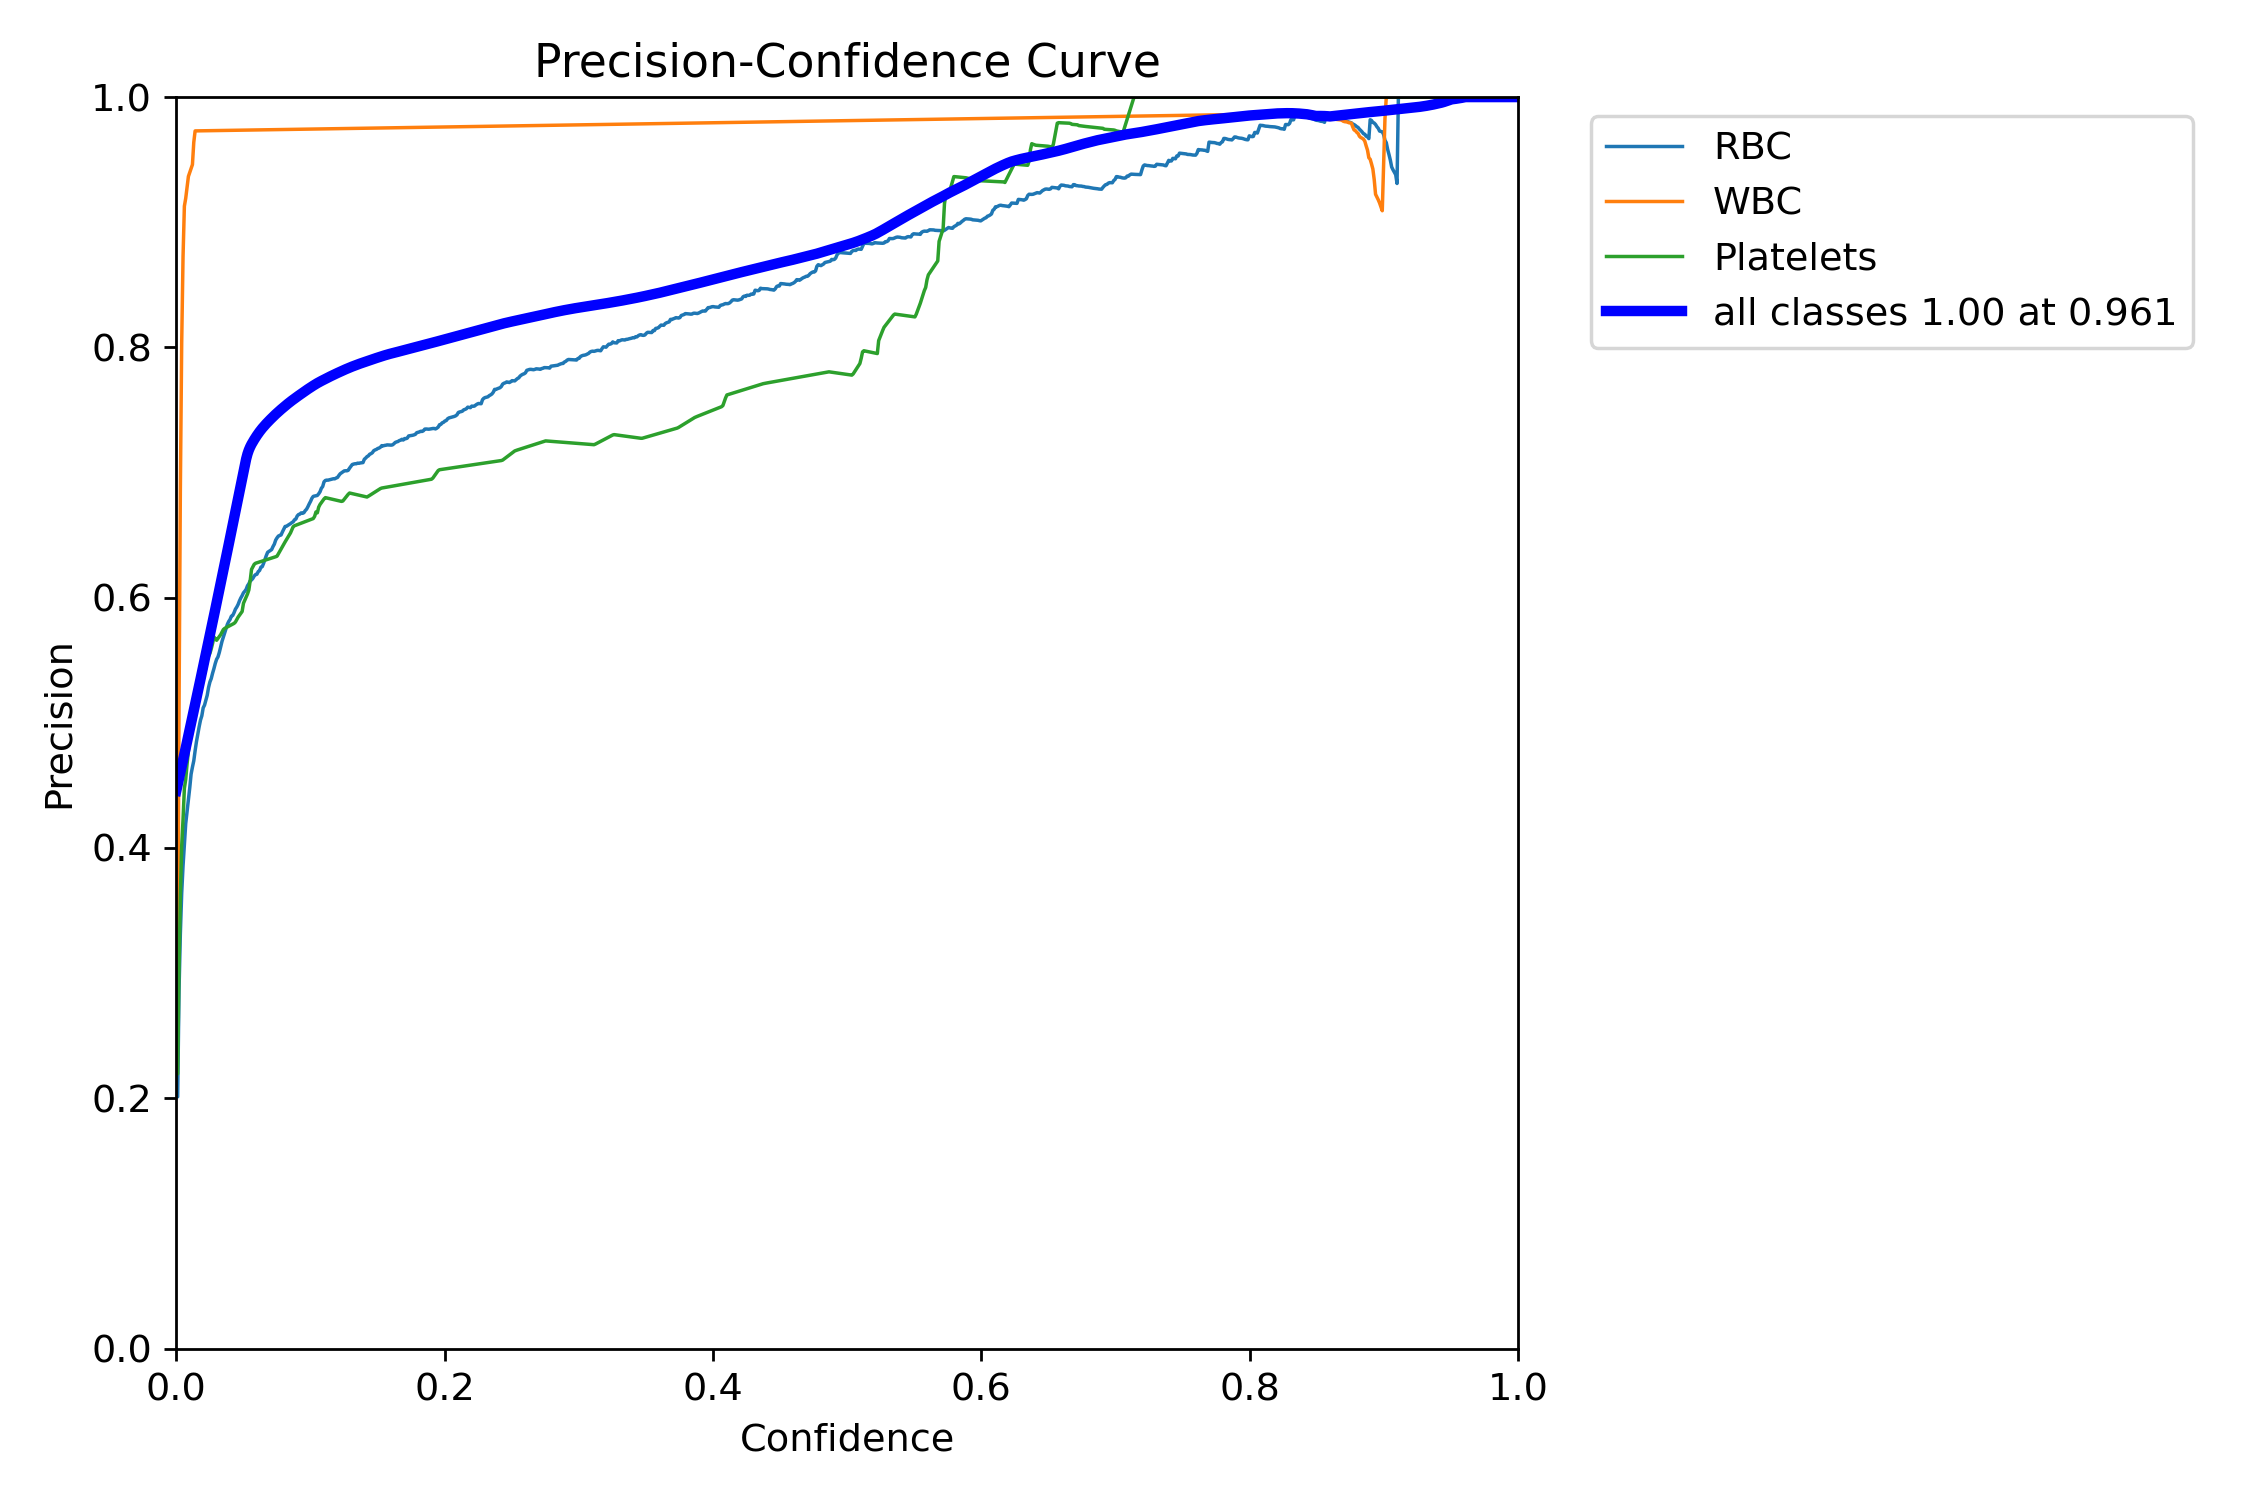 Precision-Confidence Curve
1.0
0.8
0.6
0.4
0.2
0.0
Precision
0.0 0.2 0.4 0.6 0.8 1.0
Confidence
RBC
WBC
Platelets
all classes 1.00 at 0.961